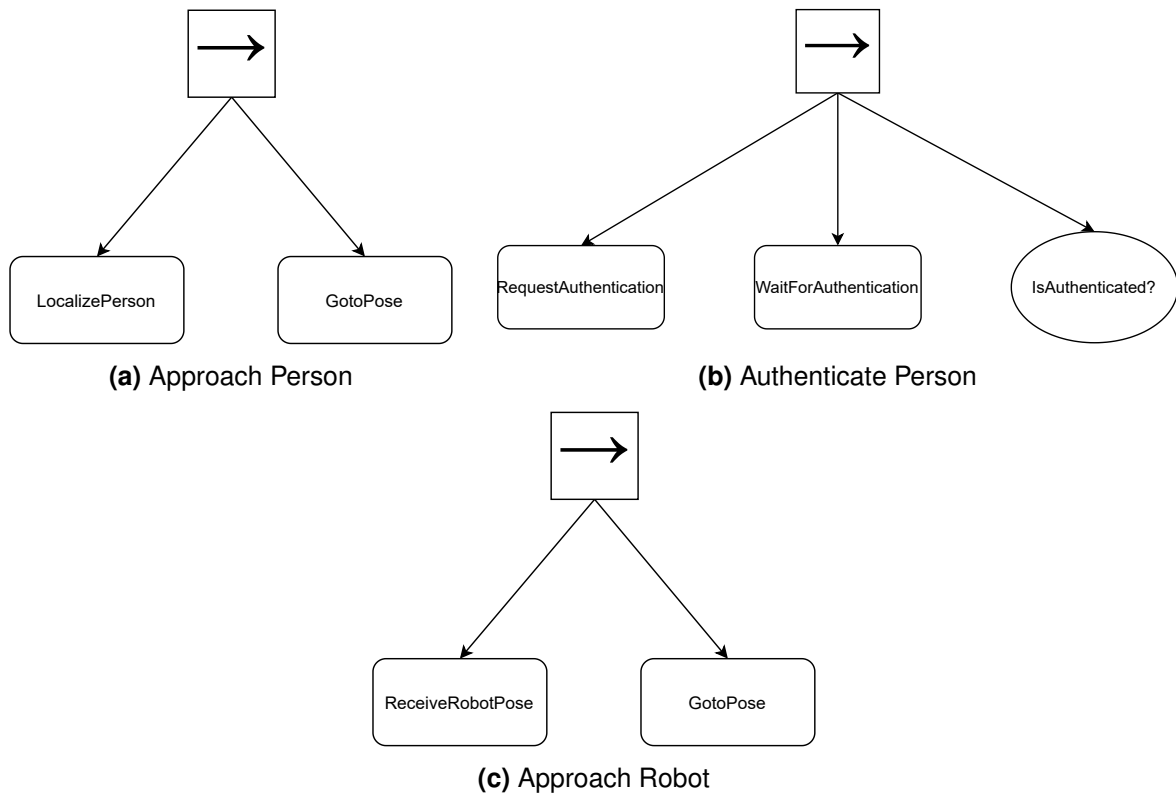 LocalizePerson
GotoPose
(a) Approach Person
RequestAuthentication
WaitForAuthentication
IsAuthenticated?
(b) Authenticate Person
ReceiveRobotPose
GotoPose
(c) Approach Robot